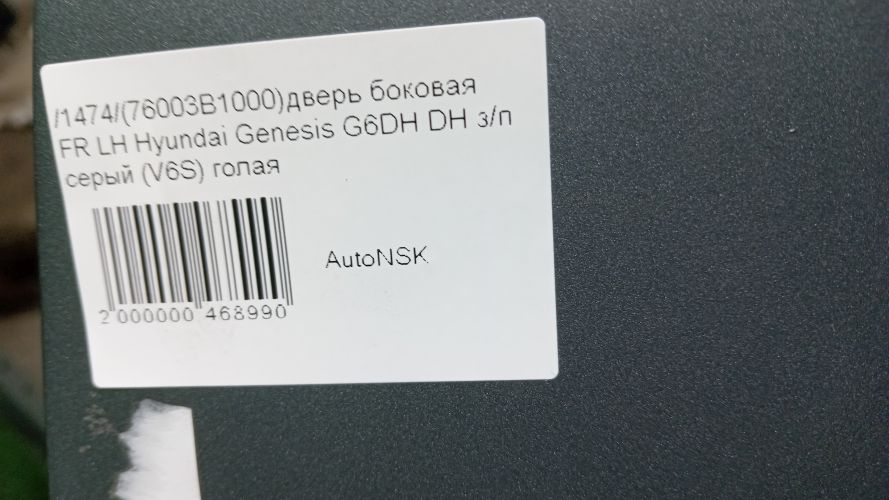 /1474/(76003B1000)дверь боковая
FR LH Hyundai Genesis G6DH DH з/п
серый (V6S) голая
AutoNSK
2 000000 468990